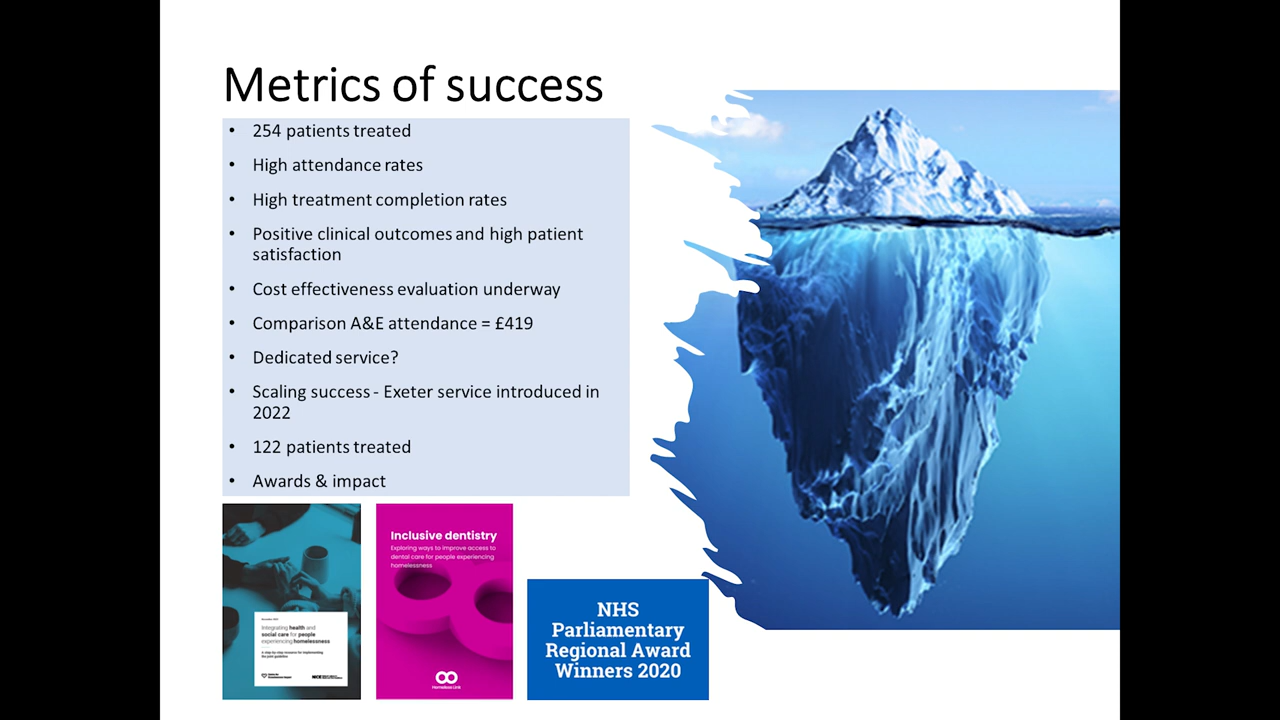 Metrics of success
• 254 patients treated
• High attendance rates
• High treatment completion rates
• Positive clinical outcomes and high patient
satisfaction
• Cost effectiveness evaluation underway
• Comparison A&E attendance = £419
• Dedicated service?
• Scaling success - Exeter service introduced in
2022
• 122 patients treated
• Awards & impact
Integrating health and
social care for people
experiencing homelessness
A step-by-step resource for implementing
the joint guideline
NICE
Inclusive dentistry
Exploring ways to improve access to
dental care for people experiencing
homelessness
Homeless Link
NHS
Parliamentary
Regional Award
Winners 2020